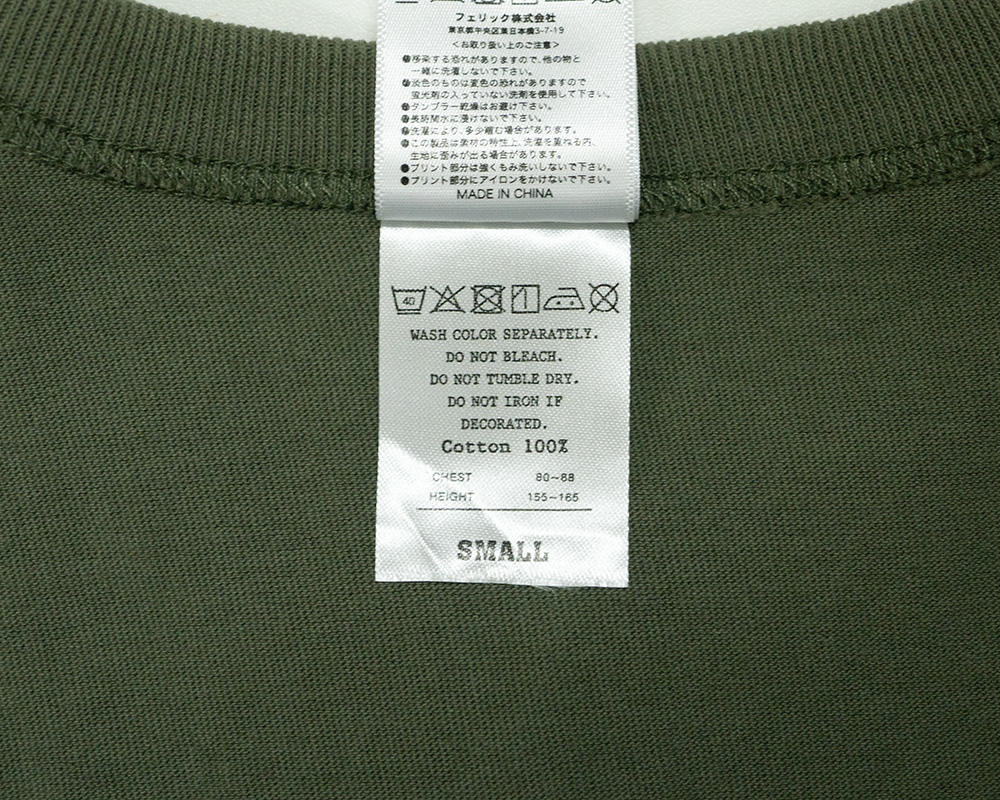 フェリック株式会社
東京都中央区東日本橋3-7-19
<お取り扱い上のご注意>
●移染する恐れがありますので、他の物と
一緒に洗濯しないで下さい。
●淡色のものは変色の恐れがありますので
蛍光剤の入っていない洗剤を使用して下さい。
●タンブラー乾燥はお避け下さい。
●長時間水に浸けないで下さい。
●洗濯により、多少縮む場合があります。
●この製品は素材の特性上、洗濯を重ねる内、
生地に歪みが出る場合があります。
●プリント部分は強くもみ洗いしないで下さい。
●プリント部分にアイロンをかけないで下さい。
MADE IN CHINA
40
WASH COLOR SEPARATELY.
DO NOT BLEACH.
DO NOT TUMBLE DRY.
DO NOT IRON IF
DECORATED.
Cotton 100%
CHEST 80~88
HEIGHT 155~165
SMALL